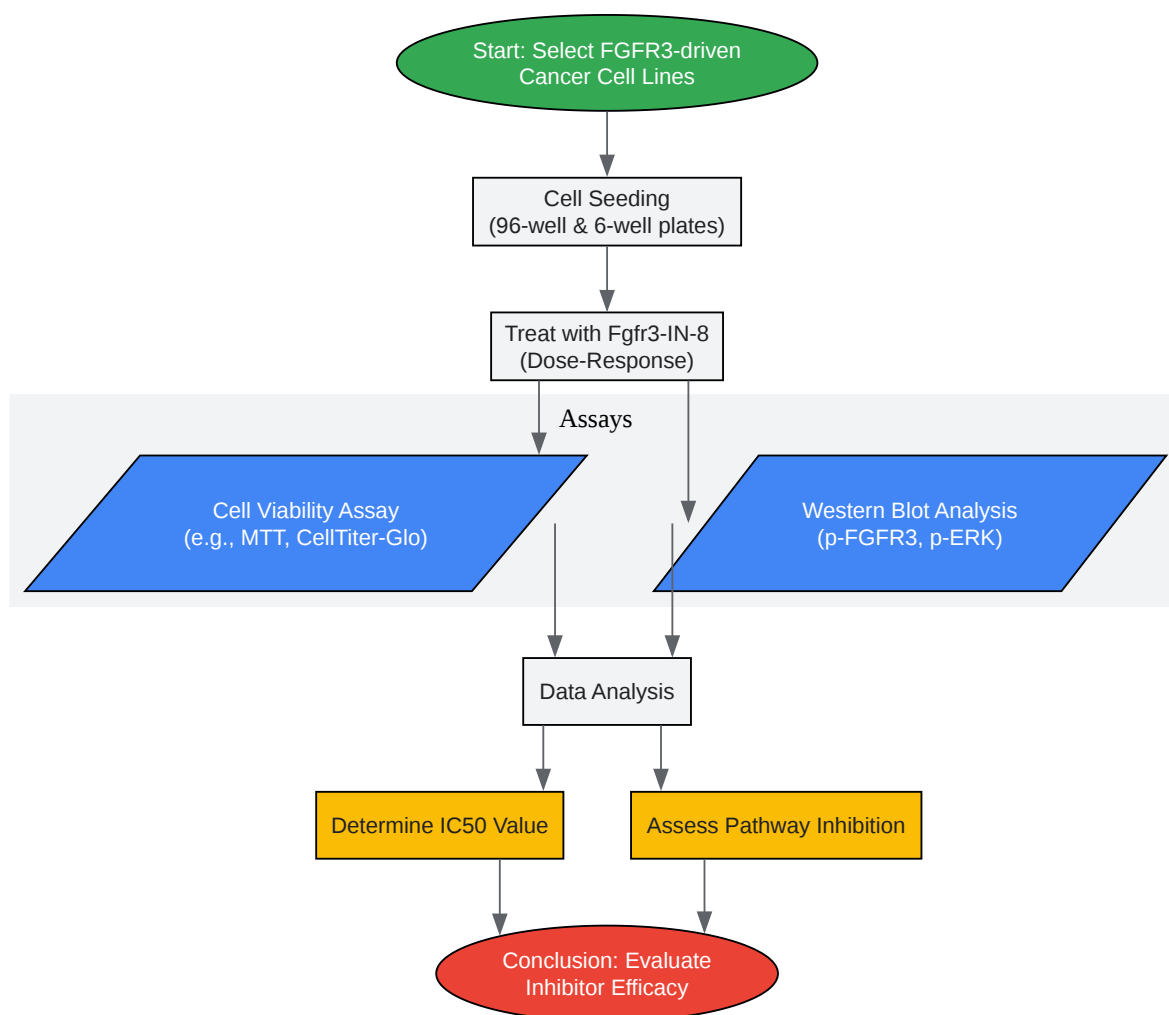 Start: Select FGFR3-driven
Cancer Cell Lines
Cell Seeding
(96-well & 6-well plates)
Treat with Fgfr3-IN-8
(Dose-Response)
Assays
Cell Viability Assay
(e.g., MTT, CellTiter-Glo)
Western Blot Analysis
(p-FGFR3, p-ERK)
Data Analysis
Determine IC50 Value
Assess Pathway Inhibition
Conclusion: Evaluate
Inhibitor Efficacy